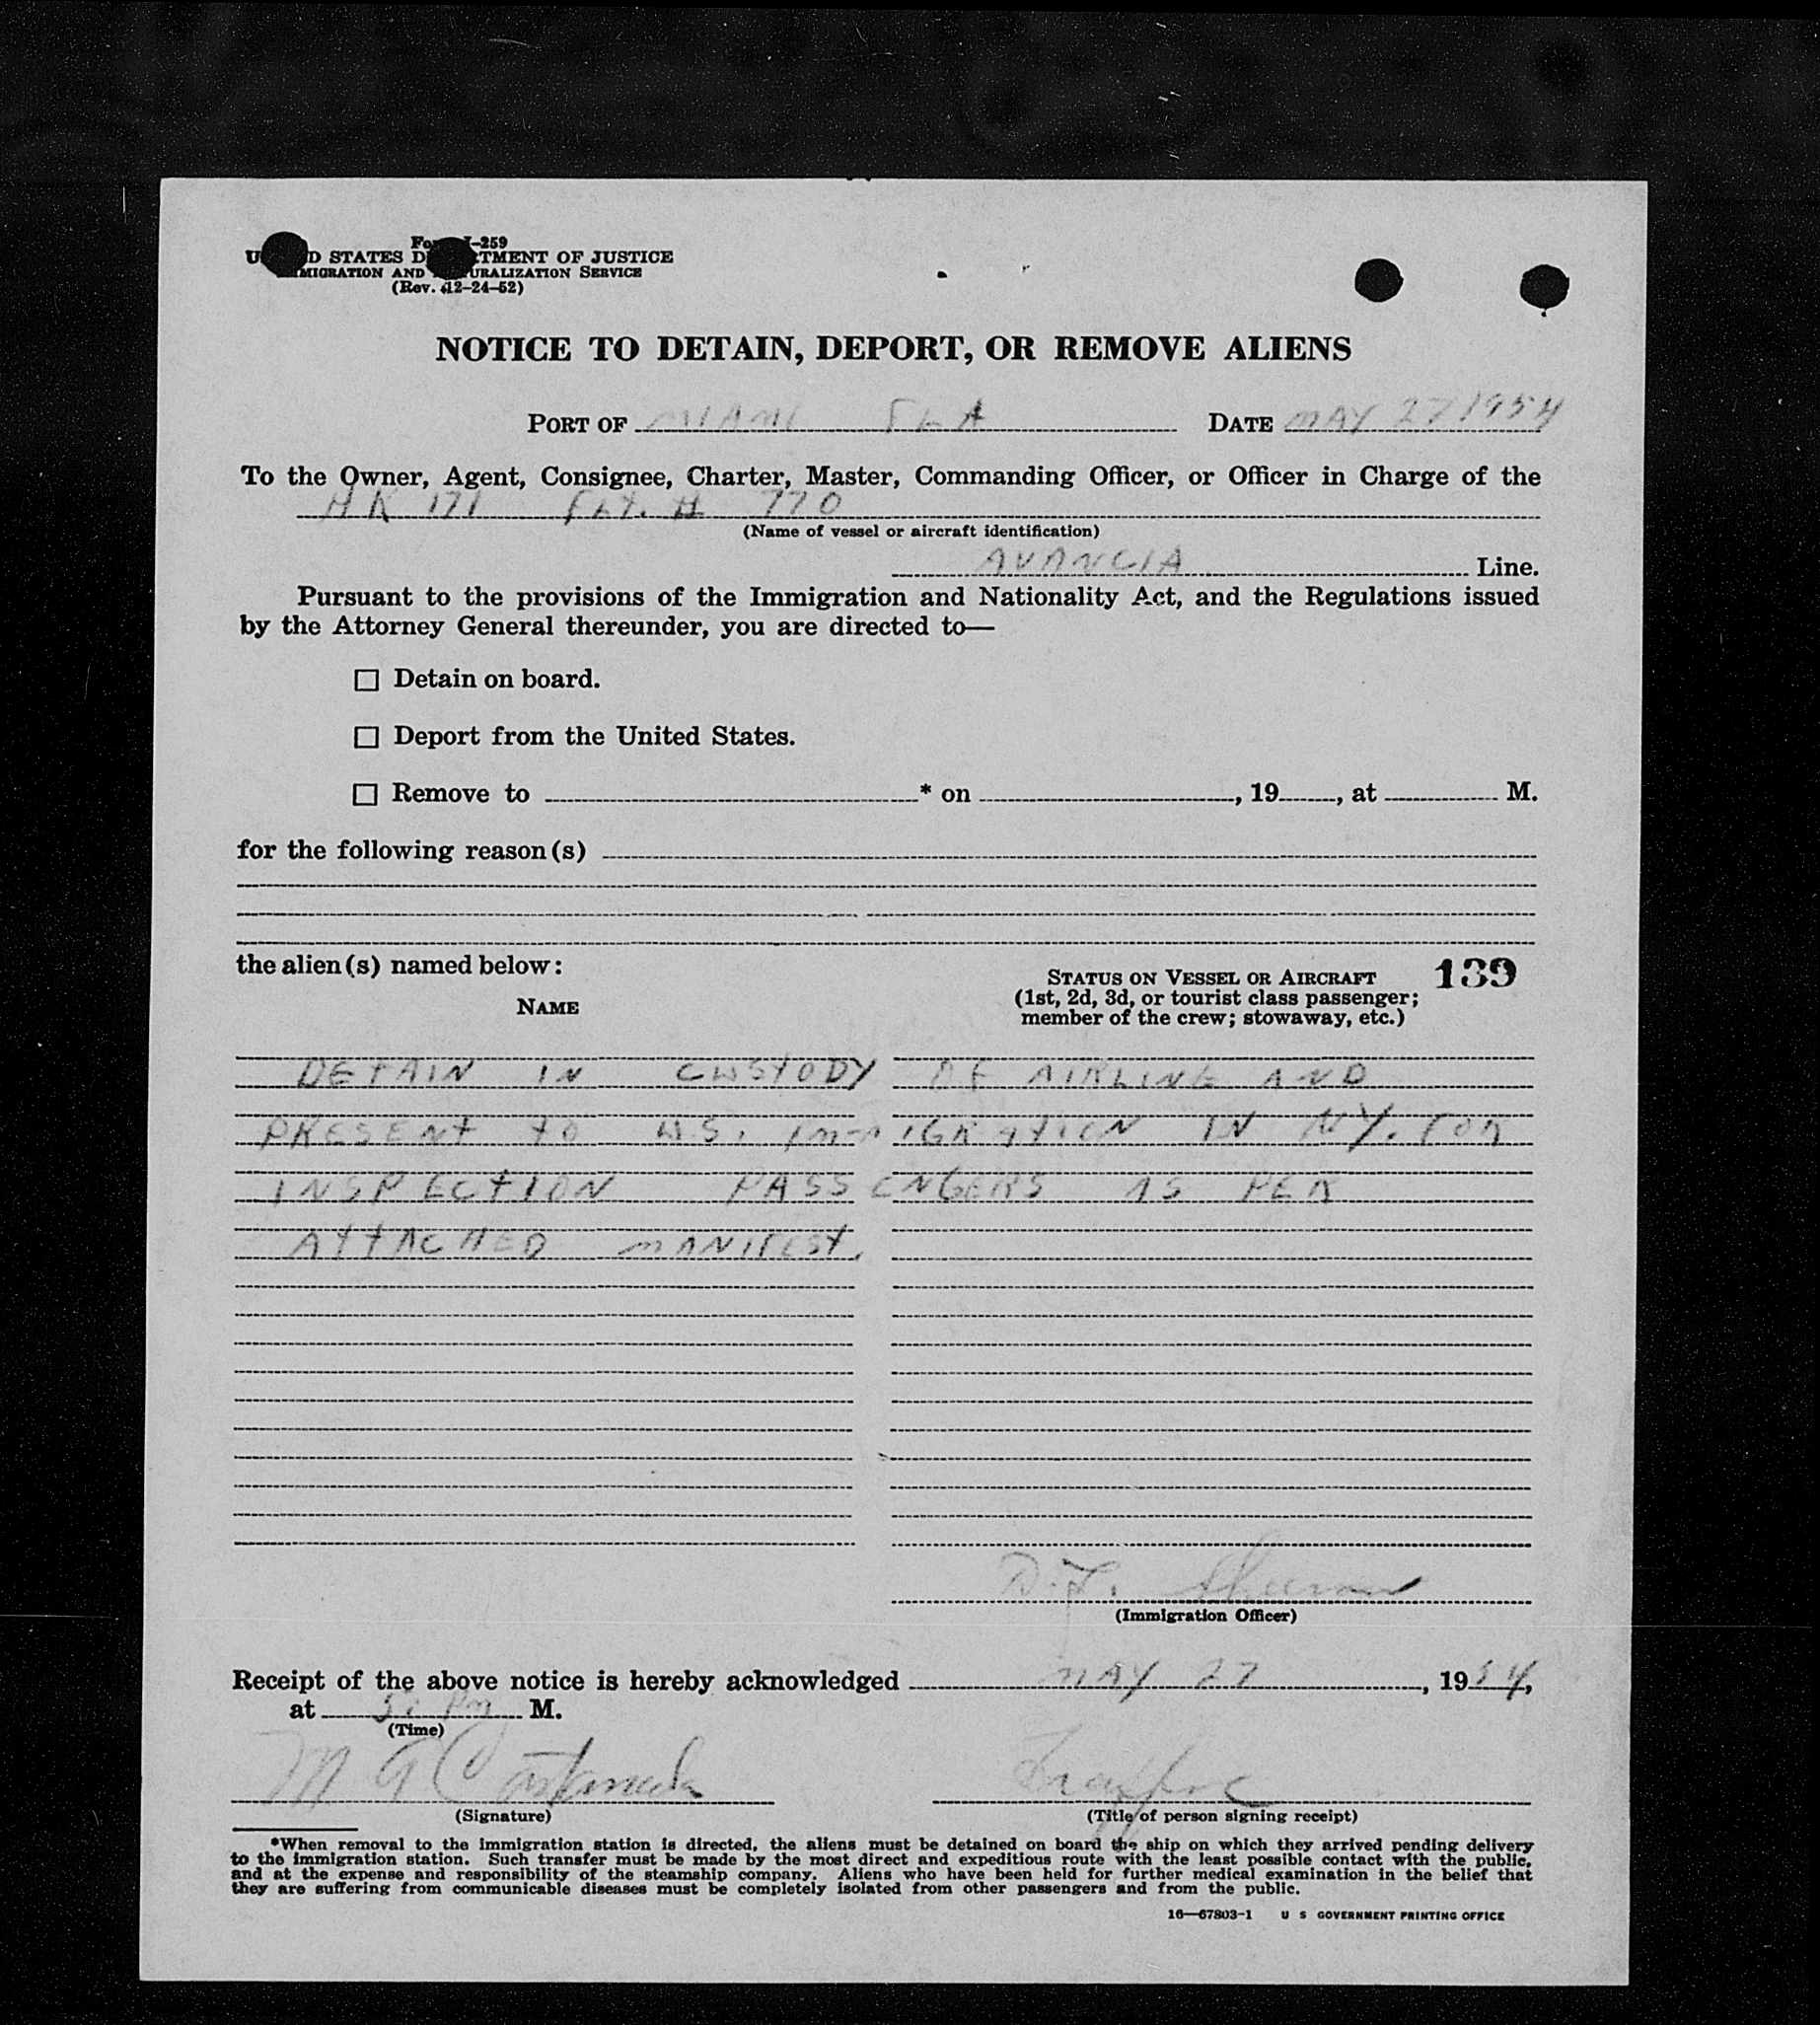 Form I-259
UNITED STATES DEPARTMENT OF JUSTICE
IMMIGRATION AND NATURALIZATION SERVICE
(Rev. 12-24-52)
NOTICE TO DETAIN, DEPORT, OR REMOVE ALIENS
PORT OF MIAMI FLA DATE MAY 27 1954
To the Owner, Agent, Consignee, Charter, Master, Commanding Officer, or Officer in Charge of the
HK 171 FLT. # 770
(Name of vessel or aircraft identification)
AVANCIA Line.
Pursuant to the provisions of the Immigration and Nationality Act, and the Regulations issued
by the Attorney General thereunder, you are directed to—
☐ Detain on board.
☐ Deport from the United States.
☐ Remove to * on , 19 , at M.
for the following reason(s)
the alien(s) named below:
NAME
STATUS ON VESSEL OR AIRCRAFT 139
(1st, 2d, 3d, or tourist class passenger;
member of the crew; stowaway, etc.)
DETAIN IN CUSTODY OF AIRLINE AND
PRESENT TO U.S. IMMIGRATION IN NY. FOR
INSPECTION PASSENGERS AS PER
ATTACHED MANIFEST.
D.
(Immigration Officer)
Receipt of the above notice is hereby acknowledged MAY 27, 1954,
at PM M.
(Time)
M G Castaneda
(Signature)
(Title of person signing receipt)
*When removal to the immigration station is directed, the aliens must be detained on board the ship on which they arrived pending delivery
to the immigration station. Such transfer must be made by the most direct and expeditious route with the least possible contact with the public,
and at the expense and responsibility of the steamship company. Aliens who have been held for further medical examination in the belief that
they are suffering from communicable diseases must be completely isolated from other passengers and from the public.
16—67803-1 U S GOVERNMENT PRINTING OFFICE